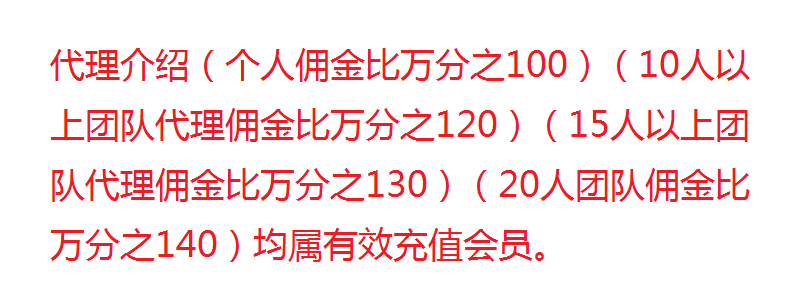 代理介绍（个人佣金比万分之100）（10人以
上团队代理佣金比万分之120）（15人以上团
队代理佣金比万分之130）（20人团队佣金比
万分之140）均属有效充值会员。